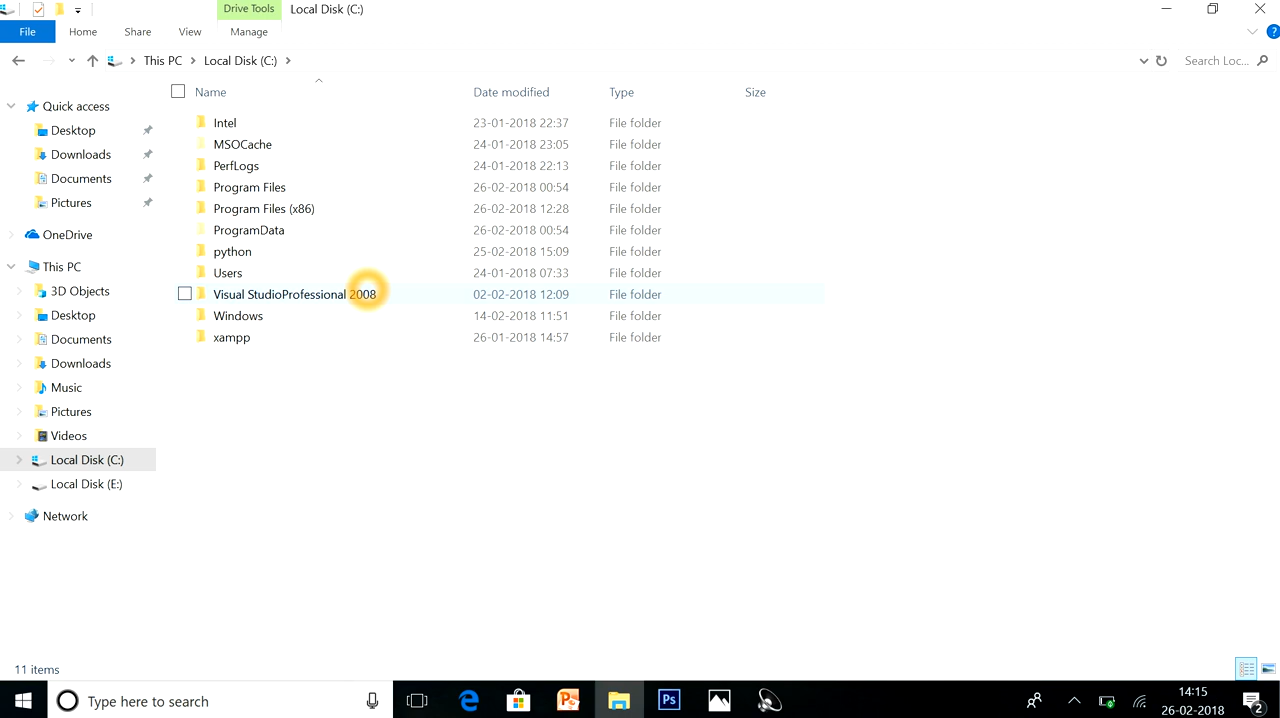 Drive Tools Local Disk (C:)
File Home Share View Manage
This PC Local Disk (C:) Search Loc...
Name Date modified Type Size
Quick access
Desktop
Downloads
Documents
Pictures
OneDrive
This PC
3D Objects
Desktop
Documents
Downloads
Music
Pictures
Videos
Local Disk (C:)
Local Disk (E:)
Network
Intel 23-01-2018 22:37 File folder
MSOCache 24-01-2018 23:05 File folder
PerfLogs 24-01-2018 22:13 File folder
Program Files 26-02-2018 00:54 File folder
Program Files (x86) 26-02-2018 12:28 File folder
ProgramData 26-02-2018 00:54 File folder
python 25-02-2018 15:09 File folder
Users 24-01-2018 07:33 File folder
Visual StudioProfessional 2008 02-02-2018 12:09 File folder
Windows 14-02-2018 11:51 File folder
xampp 26-01-2018 14:57 File folder
11 items
Type here to search
Ps
14:15
26-02-2018
2